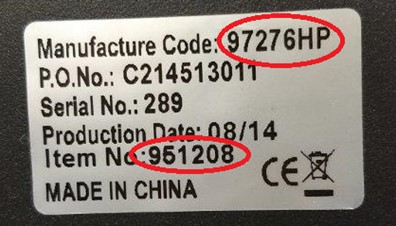 Manufacture Code: 97276HP
P.O.No.: C214513011
Serial No.: 289
Production Date: 08/14
Item No.:951208
CE
MADE IN CHINA